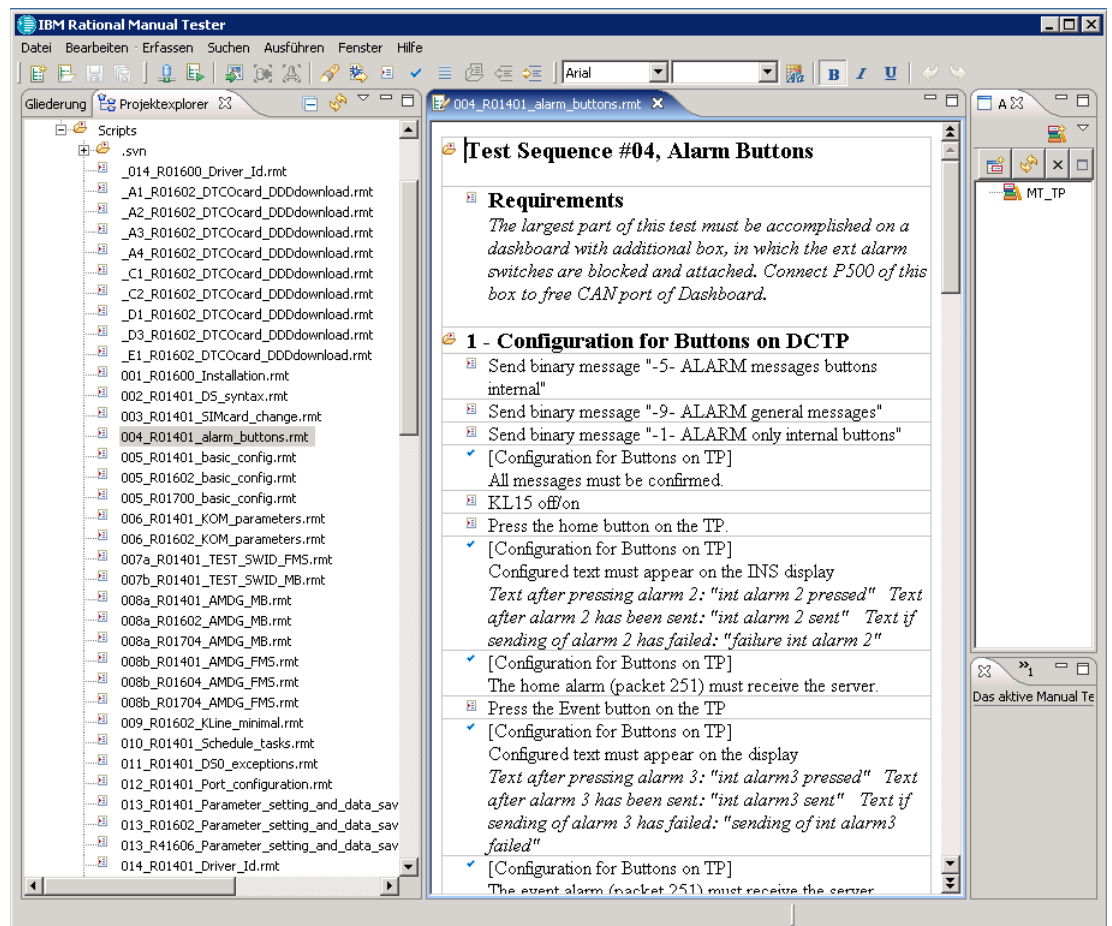 IBM Rational Manual Tester
Datei Bearbeiten Erfassen Suchen Ausführen Fenster Hilfe
Arial
B I U
Gliederung Projektexplorer
Scripts
.svn
_014_R01600_Driver_Id.rmt
_A1_R01602_DTCOcard_DDDdownload.rmt
_A2_R01602_DTCOcard_DDDdownload.rmt
_A3_R01602_DTCOcard_DDDdownload.rmt
_A4_R01602_DTCOcard_DDDdownload.rmt
_C1_R01602_DTCOcard_DDDdownload.rmt
_C2_R01602_DTCOcard_DDDdownload.rmt
_D1_R01602_DTCOcard_DDDdownload.rmt
_D3_R01602_DTCOcard_DDDdownload.rmt
_E1_R01602_DTCOcard_DDDdownload.rmt
001_R01600_Installation.rmt
002_R01401_DS_syntax.rmt
003_R01401_SIMcard_change.rmt
004_R01401_alarm_buttons.rmt
005_R01401_basic_config.rmt
005_R01602_basic_config.rmt
005_R01700_basic_config.rmt
006_R01401_KOM_parameters.rmt
006_R01602_KOM_parameters.rmt
007a_R01401_TEST_SWID_FMS.rmt
007b_R01401_TEST_SWID_MB.rmt
008a_R01401_AMDG_MB.rmt
008a_R01602_AMDG_MB.rmt
008a_R01704_AMDG_MB.rmt
008b_R01401_AMDG_FMS.rmt
008b_R01604_AMDG_FMS.rmt
008b_R01704_AMDG_FMS.rmt
009_R01602_KLine_minimal.rmt
010_R01401_Schedule_tasks.rmt
011_R01401_DS0_exceptions.rmt
012_R01401_Port_configuration.rmt
013_R01401_Parameter_setting_and_data_sav
013_R01602_Parameter_setting_and_data_sav
013_R41606_Parameter_setting_and_data_sav
014_R01401_Driver_Id.rmt
004_R01401_alarm_buttons.rmt
Test Sequence #04, Alarm Buttons
Requirements
The largest part of this test must be accomplished on a
dashboard with additional box, in which the ext alarm
switches are blocked and attached. Connect P500 of this
box to free CAN port of Dashboard.
1 - Configuration for Buttons on DCTP
Send binary message "-5- ALARM messages buttons
internal"
Send binary message "-9- ALARM general messages"
Send binary message "-1- ALARM only internal buttons"
[Configuration for Buttons on TP]
All messages must be confirmed.
KL15 off/on
Press the home button on the TP.
[Configuration for Buttons on TP]
Configured text must appear on the INS display
Text after pressing alarm 2: "int alarm 2 pressed" Text
after alarm 2 has been sent: "int alarm 2 sent" Text if
sending of alarm 2 has failed: "failure int alarm 2"
[Configuration for Buttons on TP]
The home alarm (packet 251) must receive the server.
Press the Event button on the TP
[Configuration for Buttons on TP]
Configured text must appear on the display
Text after pressing alarm 3: "int alarm3 pressed" Text
after alarm 3 has been sent: "int alarm3 sent" Text if
sending of alarm 3 has failed: "sending of int alarm3
failed"
[Configuration for Buttons on TP]
The event alarm (packet 251) must receive the server
A
MT_TP
»1
Das aktive Manual Te